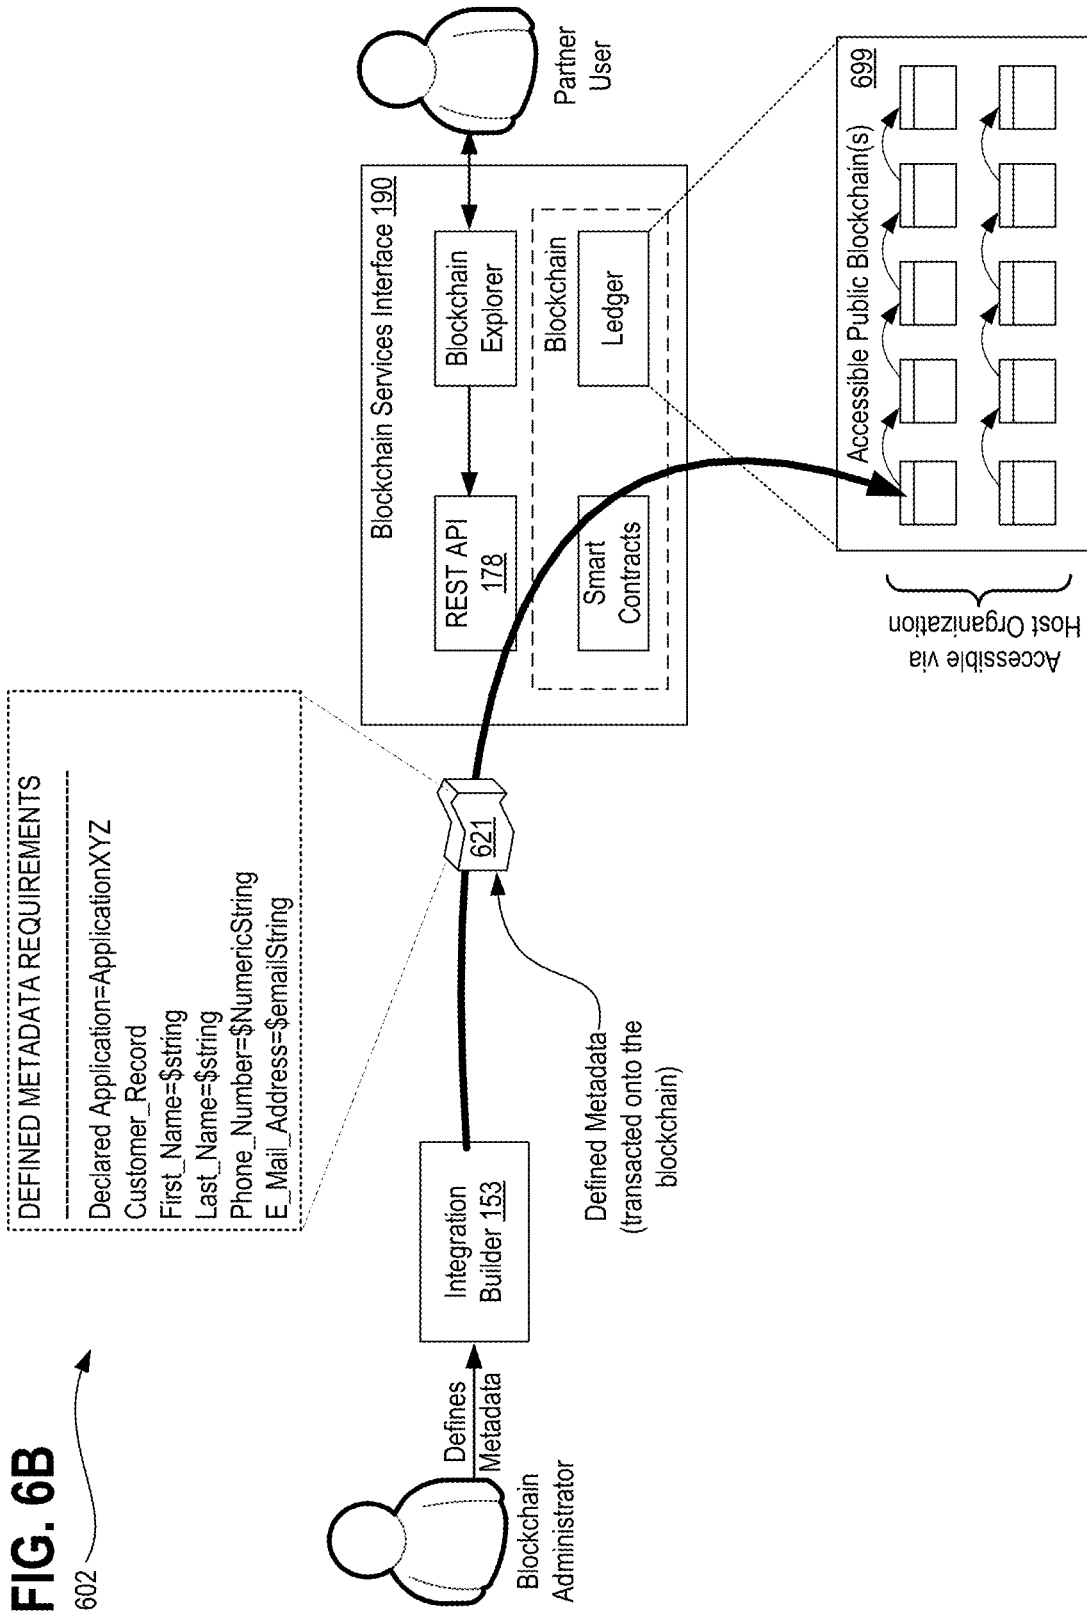 FIG. 6B
602
DEFINED METADATA REQUIREMENTS
Declared Application=ApplicationXYZ
Customer_Record
First_Name=$string
Last_Name=$string
Phone_Number=$NumericString
E_Mail_Address=$emailString
Blockchain
Administrator
Defines
Metadata
Integration
Builder 153
621
Defined Metadata
(transacted onto the
blockchain)
Blockchain Services Interface 190
REST API
178
Blockchain
Explorer
Blockchain
Smart
Contracts
Ledger
Partner
User
Accessible Public Blockchain(s) 699
Accessible via
Host Organization